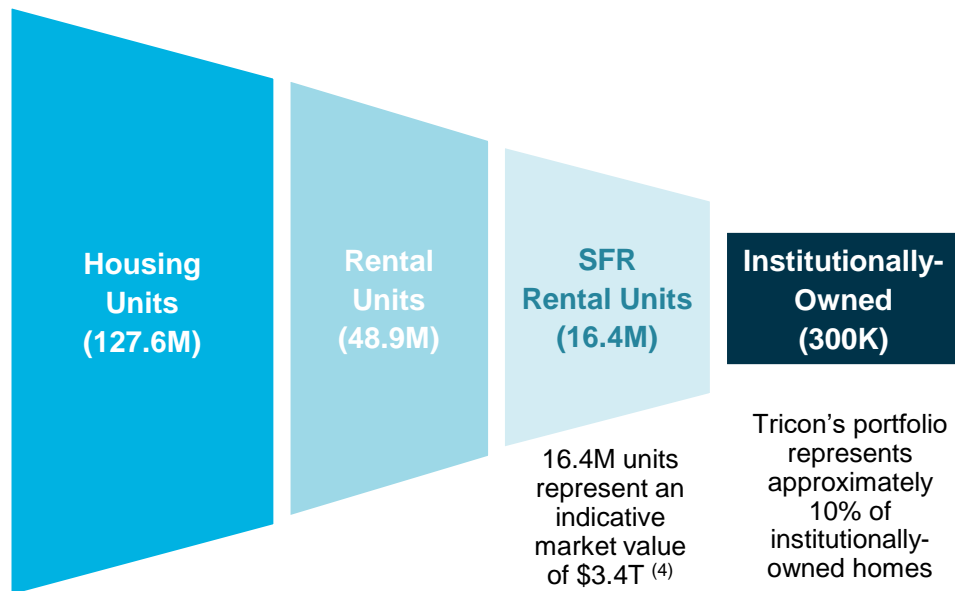 Housing
Units
(127.6M)
Rental
Units
(48.9M)
SFR
Rental Units
(16.4M)
Institutionally-
Owned
(300K)
16.4M units
represent an
indicative
market value
of $3.4T (4)
Tricon’s portfolio
represents
approximately
10% of
institutionally-
owned homes